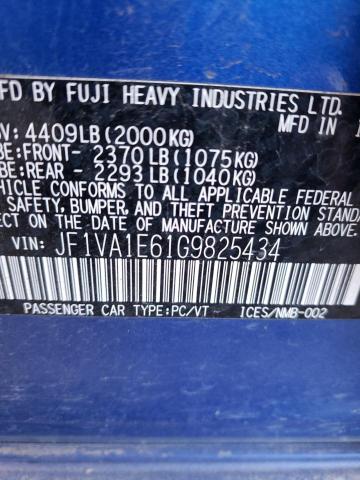 FD BY FUJI HEAVY INDUSTRIES LTD.
MFD IN
V: 4409LB(2000KG)
BE:FRONT- 2370LB(1075KG)
BE:REAR - 2293LB(1040KG)
EHICLE CONFORMS TO ALL APPLICABLE FEDERAL
SAFETY, BUMPER, AND THEFT PREVENTION STANDA
ON THE DATE OF MANUFACTURE SHOWN ABOVE.
VIN: JF1VA1E61G9825434
PASSENGER CAR TYPE:PC/VT ICES/NMB-002